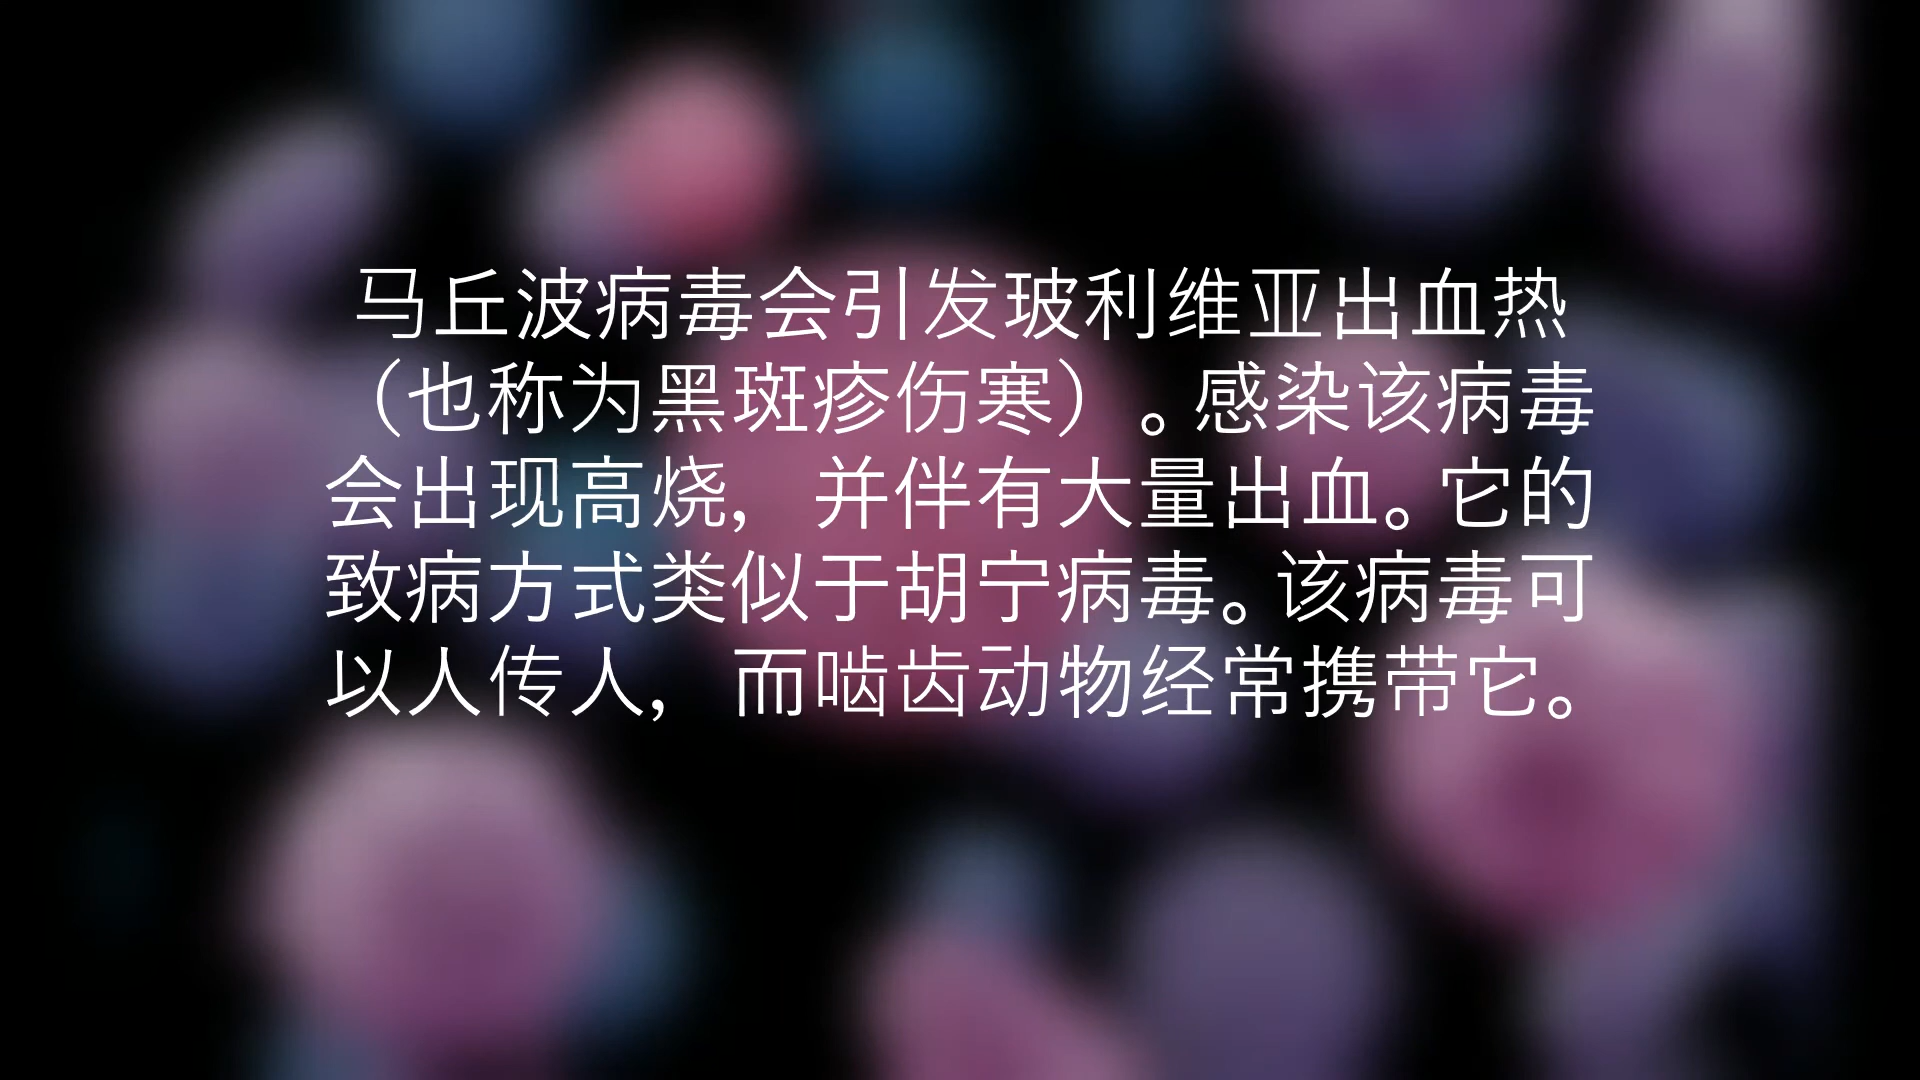 马丘波病毒会引发玻利维亚出血热
（也称为黑斑疹伤寒）。感染该病毒
会出现高烧，并伴有大量出血。它的
致病方式类似于胡宁病毒。该病毒可
以人传人，而啮齿动物经常携带它。